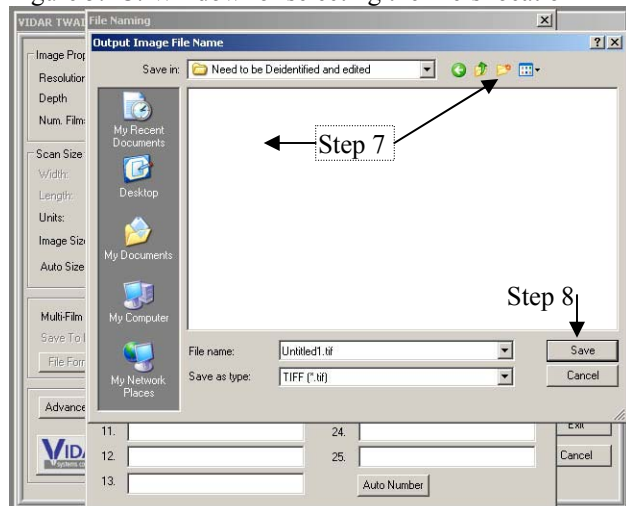 VIDAR TWAI File Naming
Output Image File Name
Image Prop
Resolution
Depth
Num. Film
Scan Size
Width:
Length:
Units:
Image Size
Auto Size
Multi-Film
Save To
File Form
Advance
VIDA
Save in: Need to be Deidentified and edited
My Recent
Documents
Desktop
My Documents
My Computer
My Network
Places
Step 7
Step 8
File name: Untitled1.tif Save
Save as type: TIFF (*.tif) Cancel
Exit
11. 24.
12. 25. Cancel
13. Auto Number